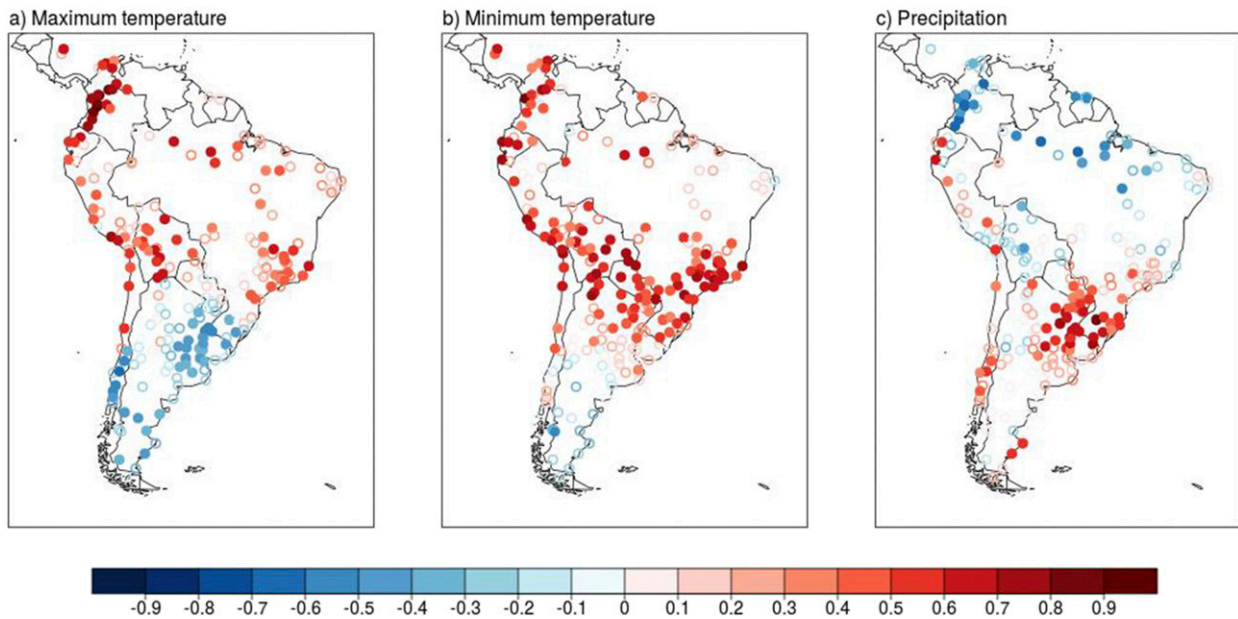 a) Maximum temperature
b) Minimum temperature
c) Precipitation
-0.9 -0.8 -0.7 -0.6 -0.5 -0.4 -0.3 -0.2 -0.1 0 0.1 0.2 0.3 0.4 0.5 0.6 0.7 0.8 0.9